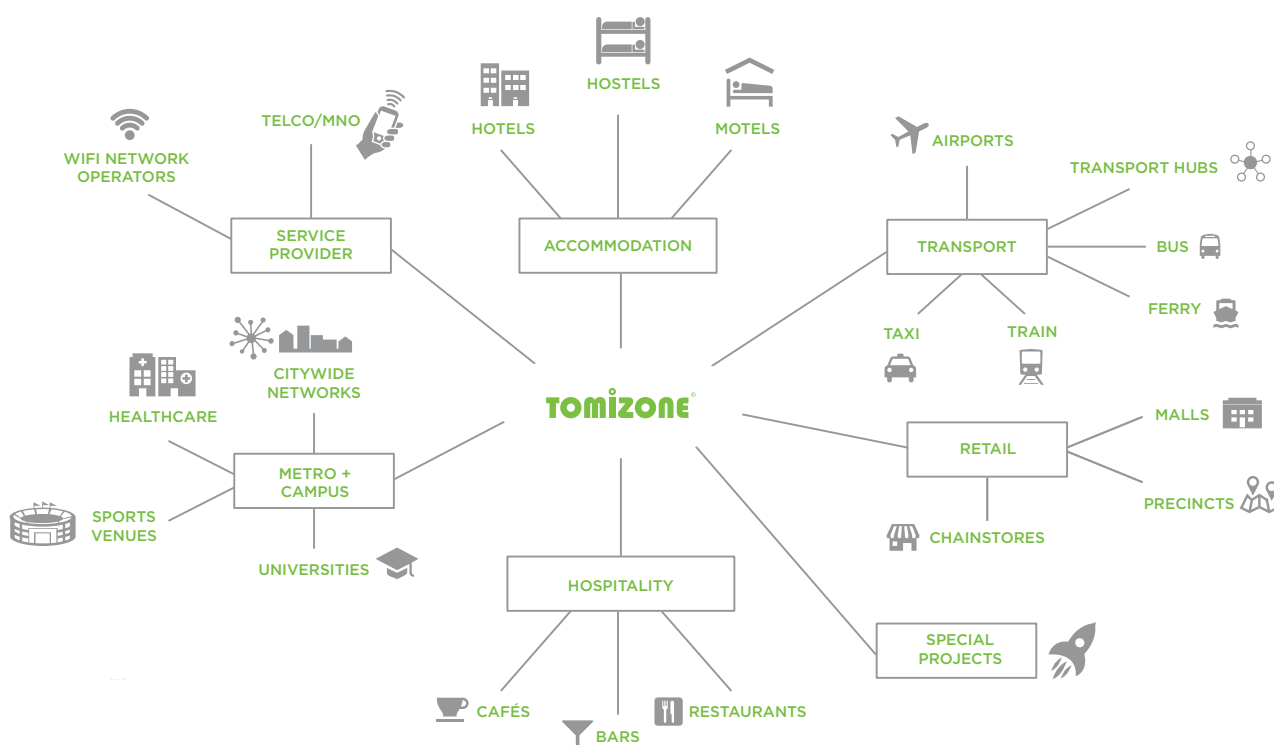 HOSTELS
HOTELS
MOTELS
TELCO/MNO
WIFI NETWORK
OPERATORS
AIRPORTS
TRANSPORT HUBS
SERVICE
PROVIDER
ACCOMMODATION
TRANSPORT
BUS
FERRY
TAXI
TRAIN
CITYWIDE
NETWORKS
HEALTHCARE
TOMIZONE®
MALLS
RETAIL
METRO +
CAMPUS
PRECINCTS
SPORTS
VENUES
CHAINSTORES
UNIVERSITIES
HOSPITALITY
SPECIAL
PROJECTS
CAFÉS
BARS
RESTAURANTS